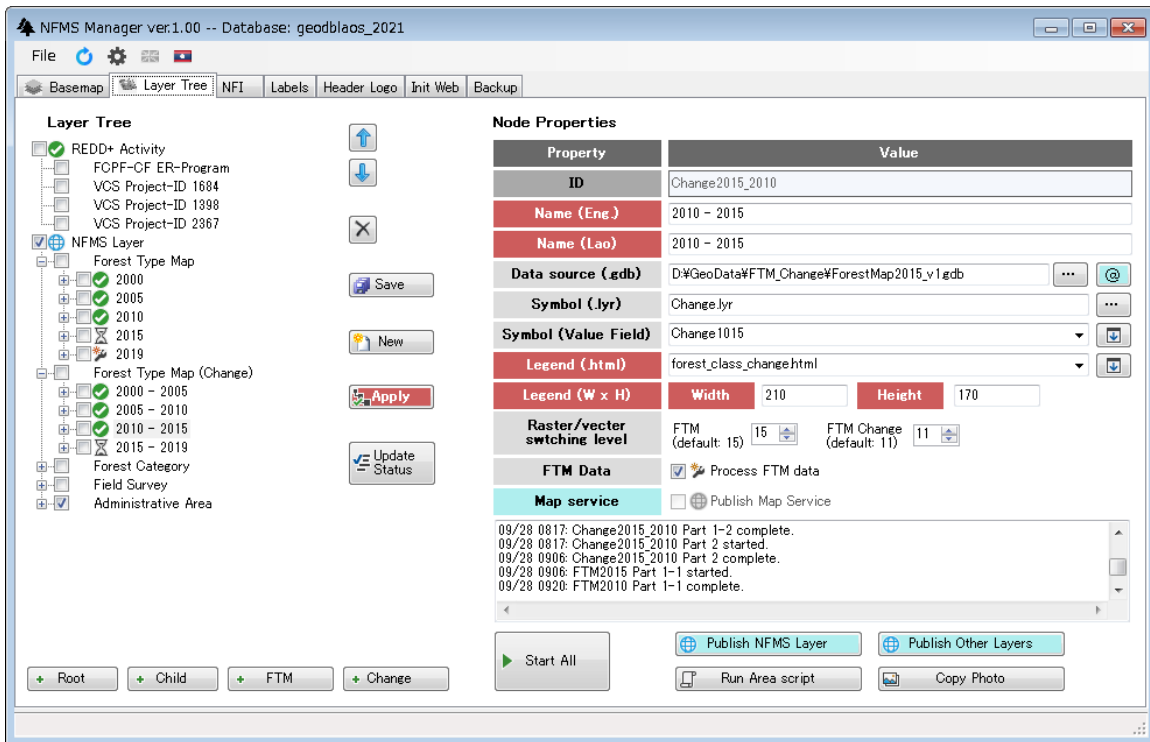 NFMS Manager ver.1.00 -- Database: geodblaos_2021
File
Basemap Layer Tree NFI Labels Header Logo Init Web Backup
Layer Tree
REDD+ Activity
FCPF-CF ER-Program
VCS Project-ID 1684
VCS Project-ID 1398
VCS Project-ID 2367
NFMS Layer
Forest Type Map
2000
2005
2010
2015
2019
Forest Type Map (Change)
2000 - 2005
2005 - 2010
2010 - 2015
2015 - 2019
Forest Category
Field Survey
Administrative Area
Save
New
Apply
Update
Status
+ Root + Child + FTM + Change
Node Properties
Property Value
ID Change2015_2010
Name (Eng.) 2010 - 2015
Name (Lao) 2010 - 2015
Data source (.gdb) D:¥GeoData¥FTM_Change¥ForestMap2015_v1.gdb ... @
Symbol (.lyr) Change.lyr ...
Symbol (Value Field) Change1015
Legend (.html) forest_class_change.html
Legend (W x H) Width 210 Height 170
Raster/vecter
swtching level
FTM
(default: 15) 15
FTM Change
(default: 11) 11
FTM Data Process FTM data
Map service Publish Map Service
09/28 0817: Change2015_2010 Part 1-2 complete.
09/28 0817: Change2015_2010 Part 2 started.
09/28 0906: Change2015_2010 Part 2 complete.
09/28 0906: FTM2015 Part 1-1 started.
09/28 0920: FTM2010 Part 1-1 complete.
Start All
Publish NFMS Layer Publish Other Layers
Run Area script Copy Photo